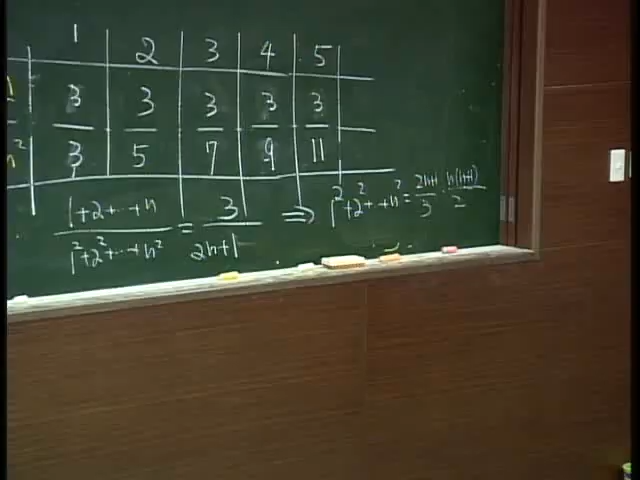 1 2 3 4 5
3/3 3/5 3/7 3/9 3/11
(1+2+⋯+n)/(1²+2²+⋯+n²) = 3/(2n+1) ⇒ 1²+2²+⋯+n² = (2n+1)/3 · n(n+1)/2